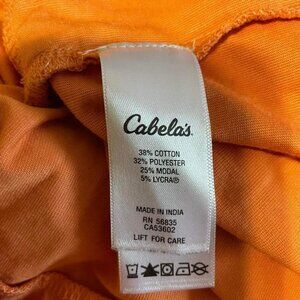 Cabela's
38% COTTON
32% POLYESTER
25% MODAL
5% LYCRA®
MADE IN INDIA
RN 56835
CA53602
LIFT FOR CARE